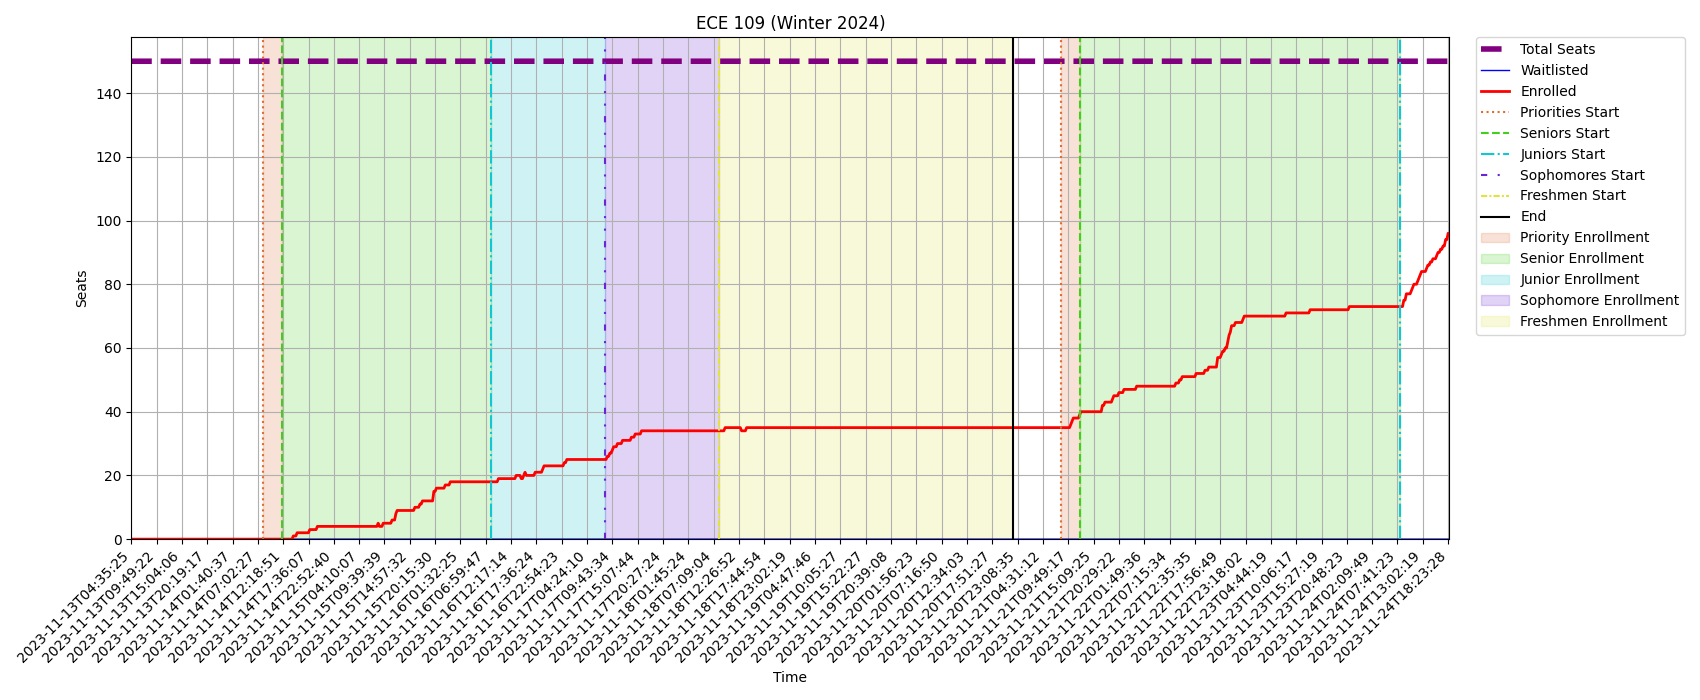 ECE 109 (Winter 2024)
Total Seats
Waitlisted
Enrolled
Priorities Start
Seniors Start
Juniors Start
Sophomores Start
Freshmen Start
End
Priority Enrollment
Senior Enrollment
Junior Enrollment
Sophomore Enrollment
Freshmen Enrollment
Seats
140
120
100
80
60
40
20
0
2023-11-13T04:35:25
2023-11-13T09:49:22
2023-11-13T15:04:06
2023-11-13T20:19:17
2023-11-14T01:40:37
2023-11-14T07:02:27
2023-11-14T12:18:51
2023-11-14T17:36:07
2023-11-14T22:52:40
2023-11-15T04:10:07
2023-11-15T09:39:39
2023-11-15T14:57:32
2023-11-15T20:15:30
2023-11-16T01:32:25
2023-11-16T06:59:47
2023-11-16T12:17:14
2023-11-16T17:36:24
2023-11-16T22:54:23
2023-11-17T04:24:10
2023-11-17T09:43:34
2023-11-17T15:07:44
2023-11-17T20:27:24
2023-11-18T01:45:24
2023-11-18T07:09:04
2023-11-18T12:26:52
2023-11-18T17:44:54
2023-11-18T23:02:19
2023-11-19T04:47:46
2023-11-19T10:05:27
2023-11-19T15:22:27
2023-11-19T20:39:08
2023-11-20T01:56:23
2023-11-20T07:16:50
2023-11-20T12:34:03
2023-11-20T17:51:27
2023-11-20T23:08:35
2023-11-21T04:31:12
2023-11-21T09:49:17
2023-11-21T15:09:25
2023-11-21T20:29:22
2023-11-22T01:49:36
2023-11-22T07:15:34
2023-11-22T12:35:35
2023-11-22T17:56:49
2023-11-22T23:18:02
2023-11-23T04:44:19
2023-11-23T10:06:17
2023-11-23T15:27:19
2023-11-23T20:48:23
2023-11-24T02:09:49
2023-11-24T07:41:23
2023-11-24T13:02:19
2023-11-24T18:23:28
Time